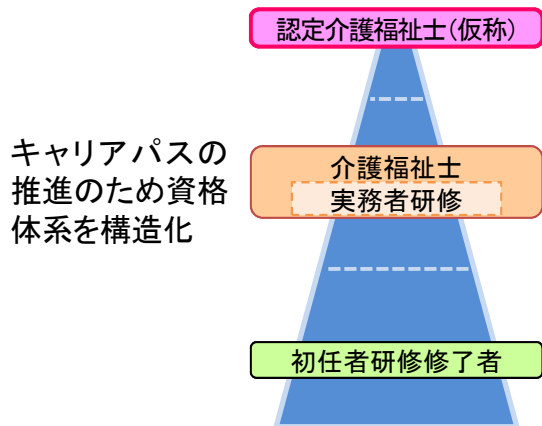 認定介護福祉士(仮称)
キャリアパスの
推進のため資格
体系を構造化
介護福祉士
実務者研修
初任者研修修了者